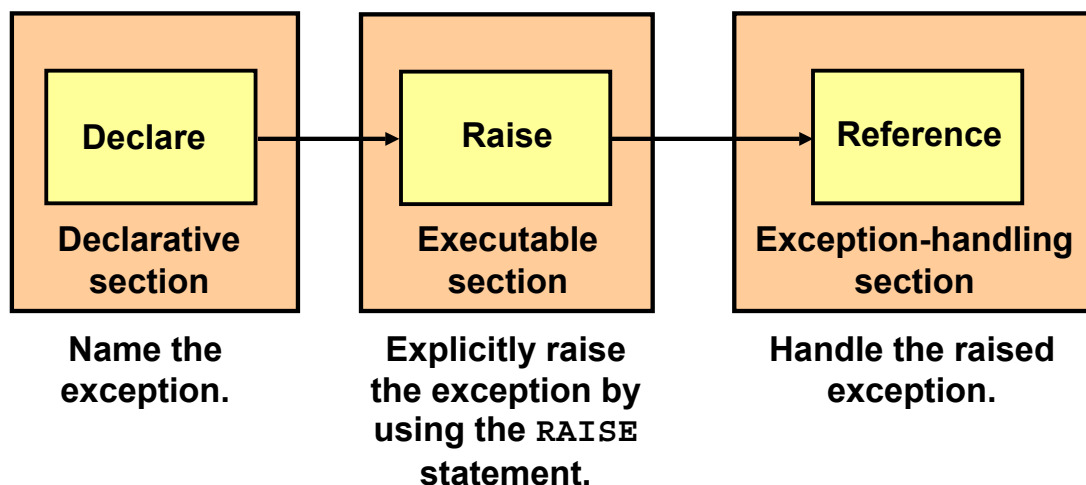 Declare
Declarative
section
Name the
exception.
Raise
Executable
section
Explicitly raise
the exception by
using the RAISE
statement.
Reference
Exception-handling
section
Handle the raised
exception.